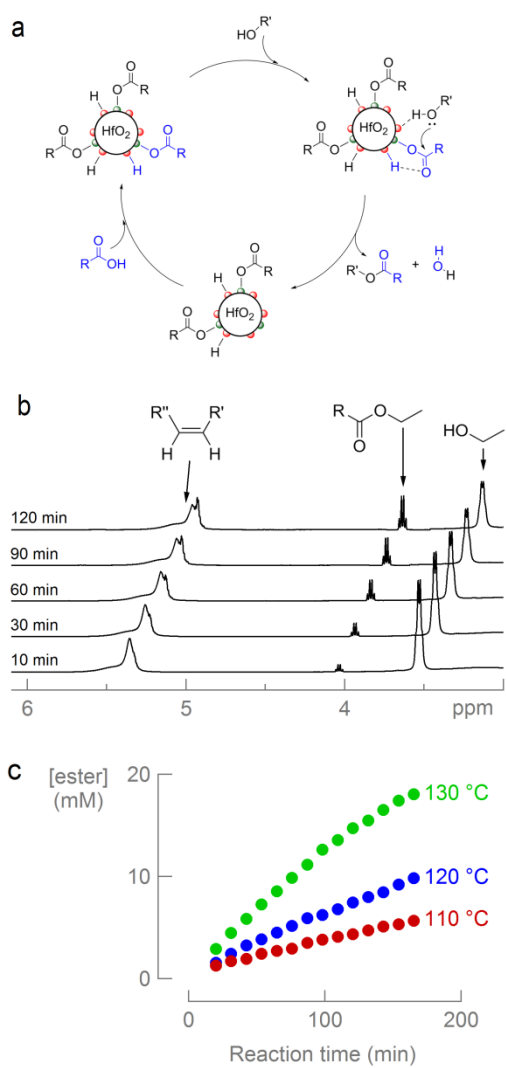 a
HO R'
H
O
O
R
HfO₂
R
O
O
O
O
R
H
H
O
O
R
H O R'
HfO₂
R
O
O
H
H
O
R
O
R OH
O
R' O R
O
+
H
O
H
H
O
O
R
HfO₂
R
O
O
H
b
R'' R'
R O
O
HO
120 min
90 min
60 min
30 min
10 min
6 5 4 ppm
c
[ester]
(mM)
20
10
0
130 °C
120 °C
110 °C
0 100 200
Reaction time (min)